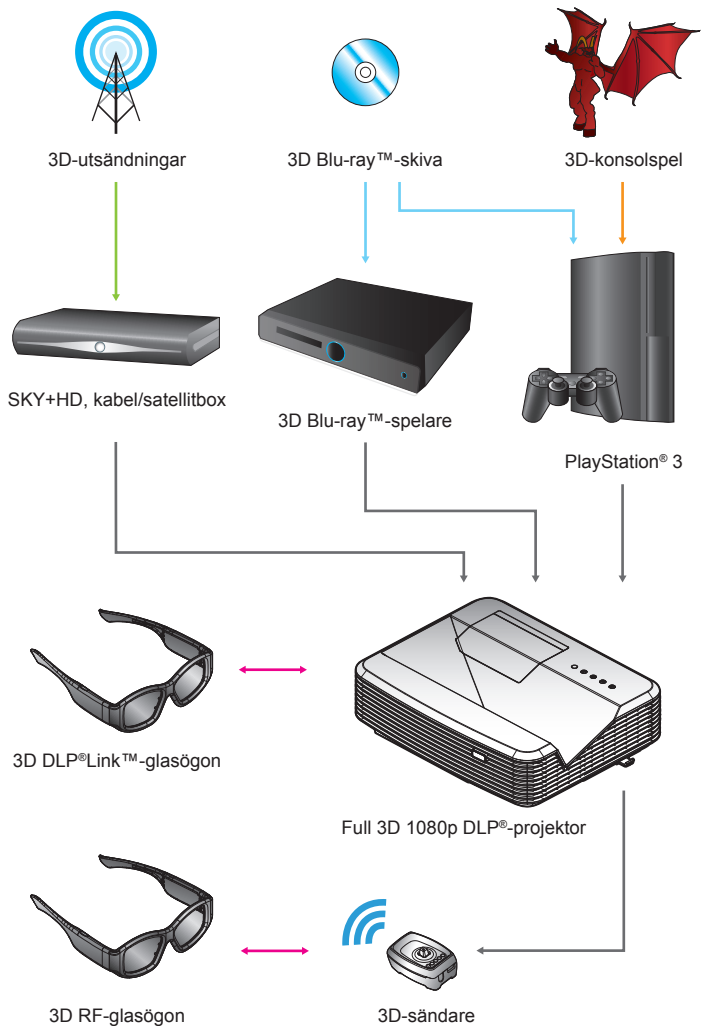 3D-utsändningar
3D Blu-ray™-skiva
3D-konsolspel
SKY+HD, kabel/satellitbox
3D Blu-ray™-spelare
PlayStation® 3
3D DLP®Link™-glasögon
Full 3D 1080p DLP®-projektor
3D RF-glasögon
3D-sändare